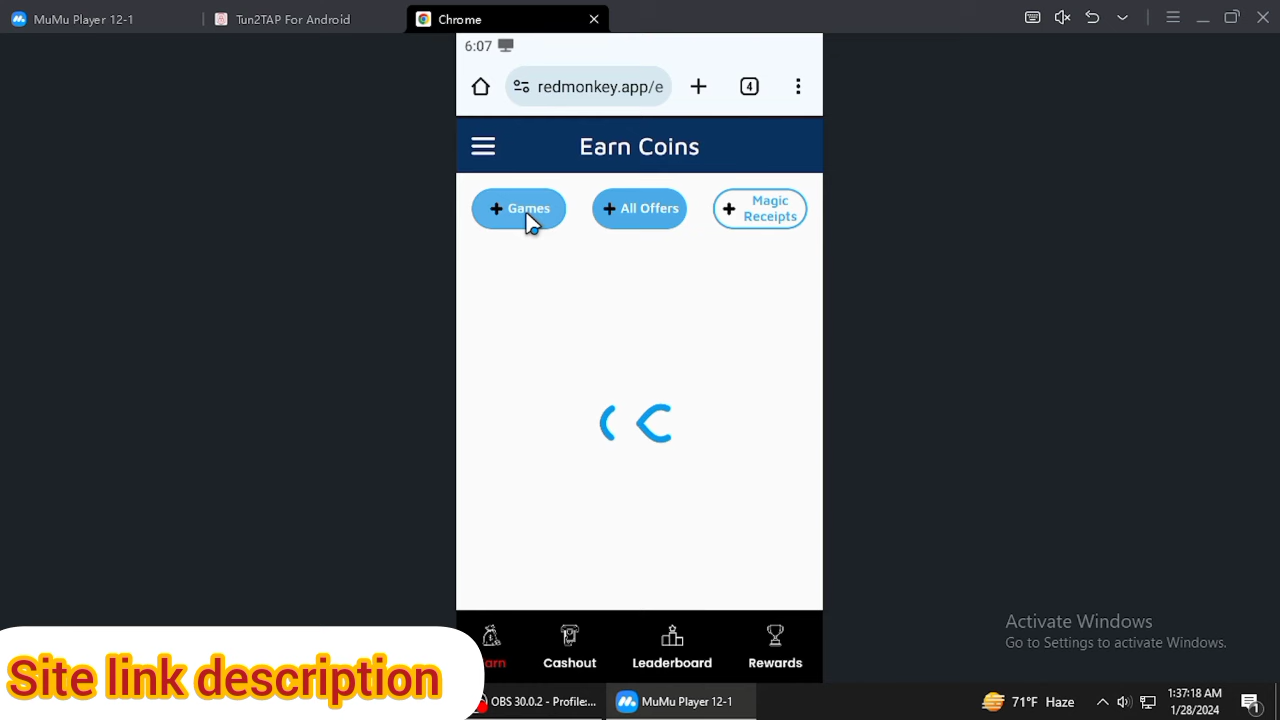 MuMu Player 12-1
Tun2TAP For Android
Chrome
6:07
redmonkey.app/e
4
Earn Coins
Games
All Offers
Magic
Receipts
Activate Windows
Go to Settings to activate Windows.
arn
Cashout
Leaderboard
Rewards
Site link description
OBS 30.0.2 - Profile:...
MuMu Player 12-1
71°F Haze
1:37:18 AM
1/28/2024
1